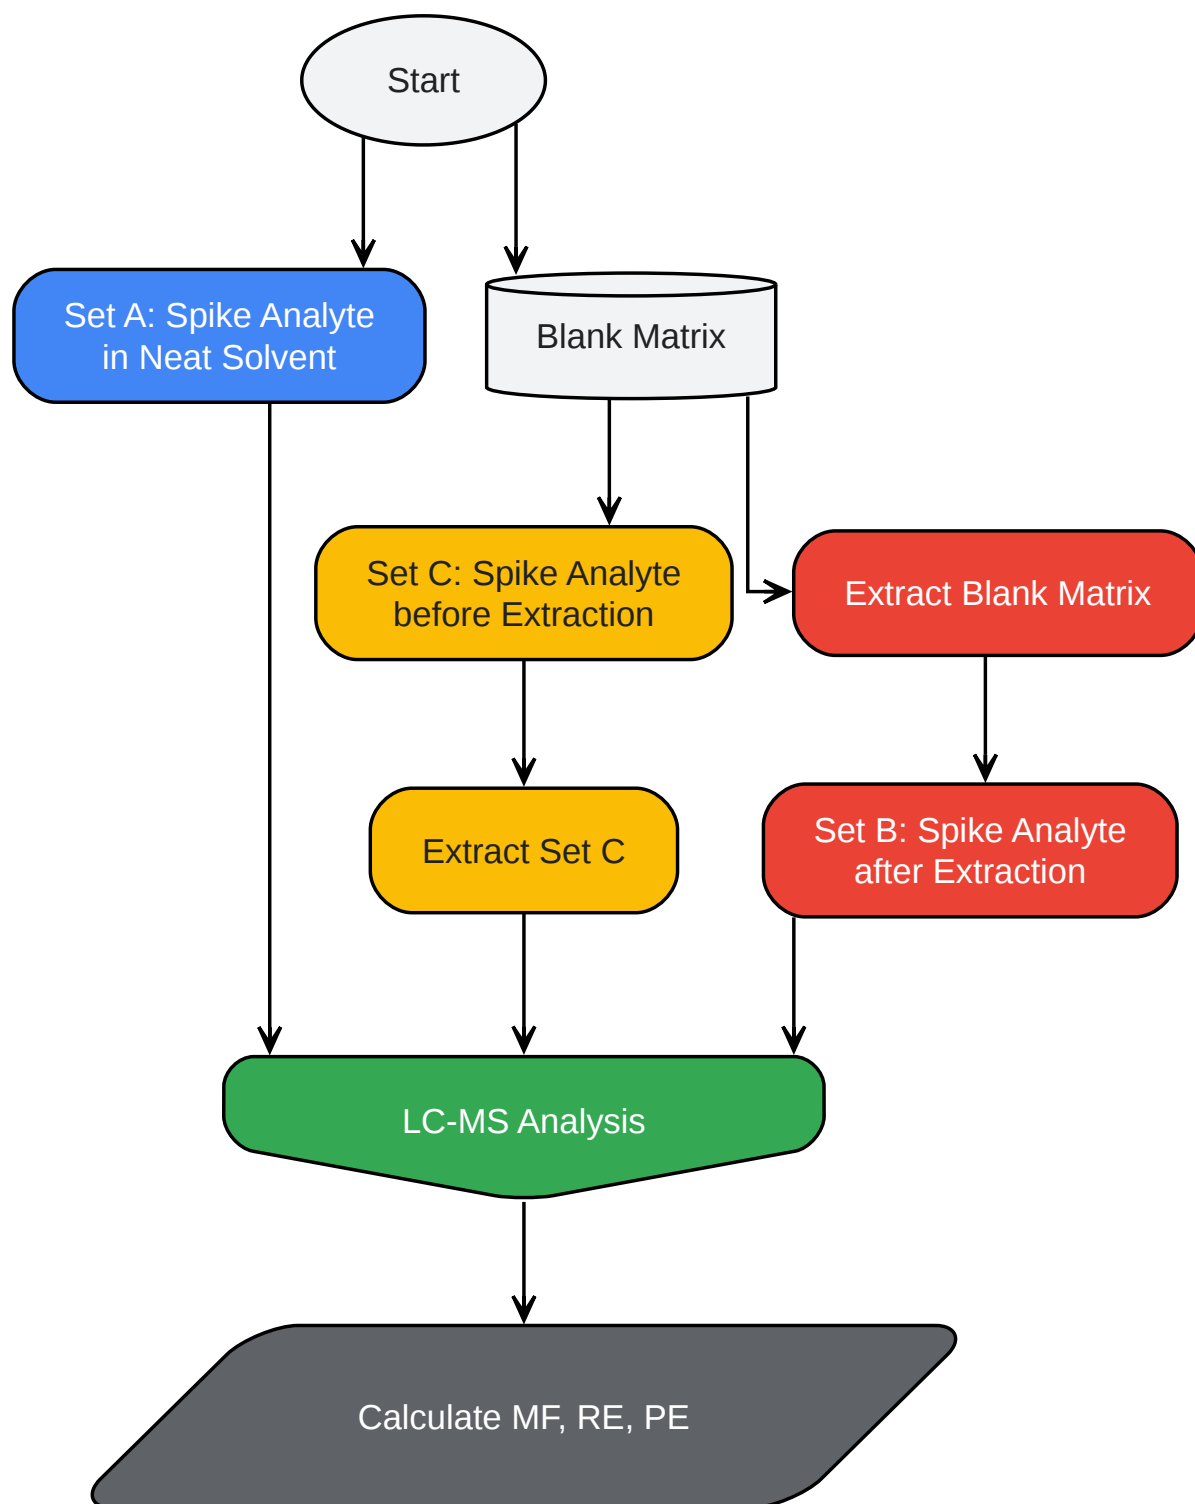 Start
Set A: Spike Analyte
in Neat Solvent
Blank Matrix
Set C: Spike Analyte
before Extraction
Extract Blank Matrix
Extract Set C
Set B: Spike Analyte
after Extraction
LC-MS Analysis
Calculate MF, RE, PE